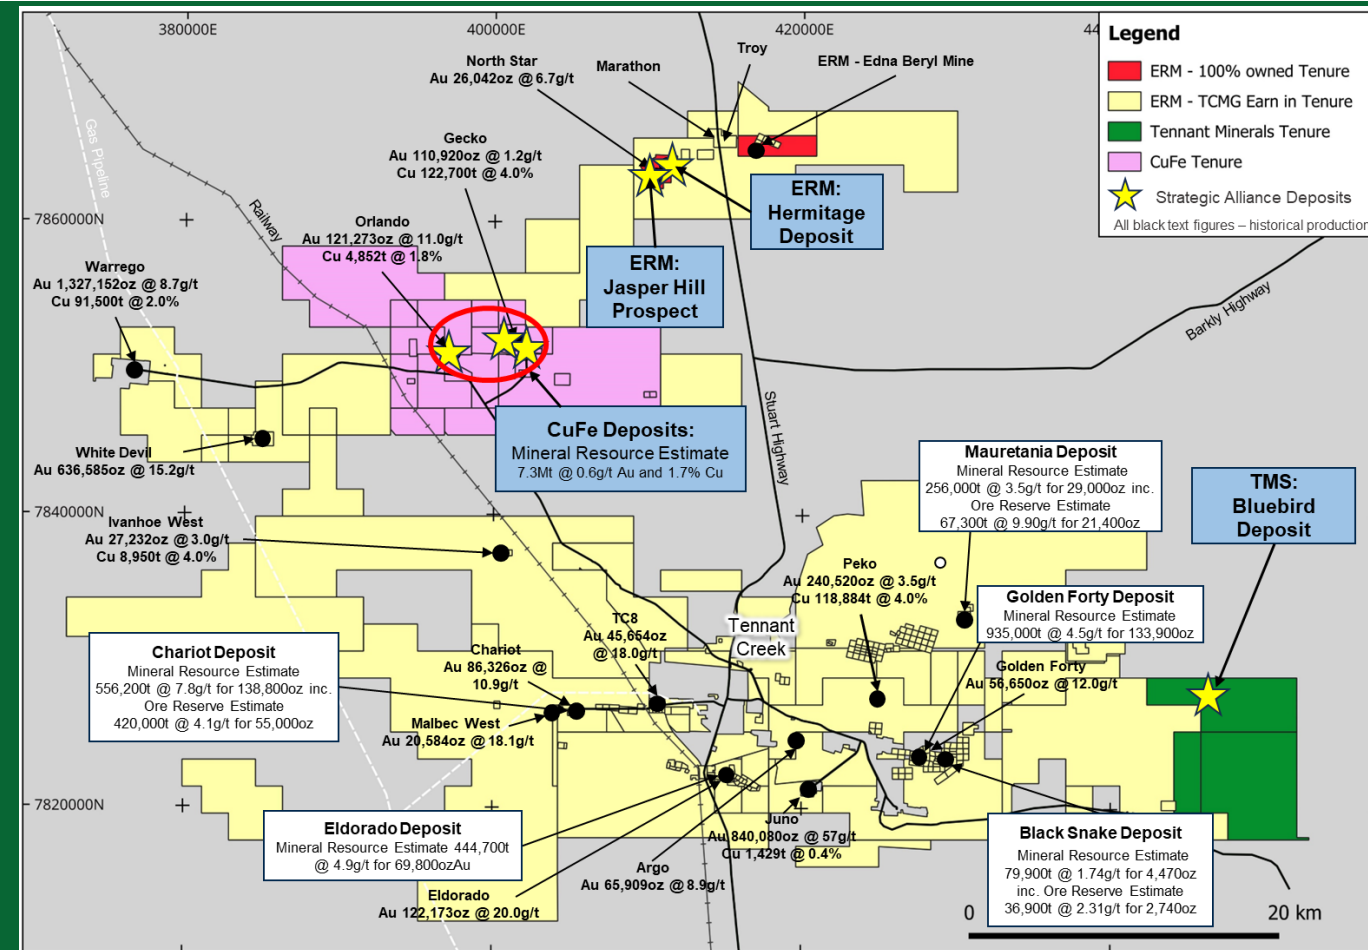 380000E
400000E
420000E
44
Legend
ERM - 100% owned Tenure
ERM - TCMG Earn in Tenure
Tennant Minerals Tenure
CuFe Tenure
Strategic Alliance Deposits
All black text figures – historical production
Troy
North Star
Au 26,042oz @ 6.7g/t
Marathon
ERM - Edna Beryl Mine
Gas Pipeline
Gecko
Au 110,920oz @ 1.2g/t
Cu 122,700t @ 4.0%
ERM:
Hermitage
Deposit
Railway
7860000N
Orlando
Au 121,273oz @ 11.0g/t
Cu 4,852t @ 1.8%
ERM:
Jasper Hill
Prospect
Warrego
Au 1,327,152oz @ 8.7g/t
Cu 91,500t @ 2.0%
Barkly Highway
Stuart Highway
CuFe Deposits:
Mineral Resource Estimate
7.3Mt @ 0.6g/t Au and 1.7% Cu
White Devil
Au 636,585oz @ 15.2g/t
Mauretania Deposit
Mineral Resource Estimate
256,000t @ 3.5g/t for 29,000oz inc.
Ore Reserve Estimate
67,300t @ 9.90g/t for 21,400oz
TMS:
Bluebird
Deposit
7840000N
Ivanhoe West
Au 27,232oz @ 3.0g/t
Cu 8,950t @ 4.0%
Peko
Au 240,520oz @ 3.5g/t
Cu 118,884t @ 4.0%
Golden Forty Deposit
Mineral Resource Estimate
935,000t @ 4.5g/t for 133,900oz
TC8
Au 45,654oz
@ 18.0g/t
Tennant
Creek
Chariot Deposit
Mineral Resource Estimate
556,200t @ 7.8g/t for 138,800oz inc.
Ore Reserve Estimate
420,000t @ 4.1g/t for 55,000oz
Chariot
Au 86,326oz @
10.9g/t
Golden Forty
Au 56,650oz @ 12.0g/t
Malbec West
Au 20,584oz @ 18.1g/t
7820000N
Eldorado Deposit
Mineral Resource Estimate 444,700t
@ 4.9g/t for 69,800ozAu
Juno
Au 840,080oz @ 57g/t
Cu 1,429t @ 0.4%
Black Snake Deposit
Mineral Resource Estimate
79,900t @ 1.74g/t for 4,470oz
inc. Ore Reserve Estimate
36,900t @ 2.31g/t for 2,740oz
Argo
Au 65,909oz @ 8.9g/t
Eldorado
Au 122,173oz @ 20.0g/t
0
20 km